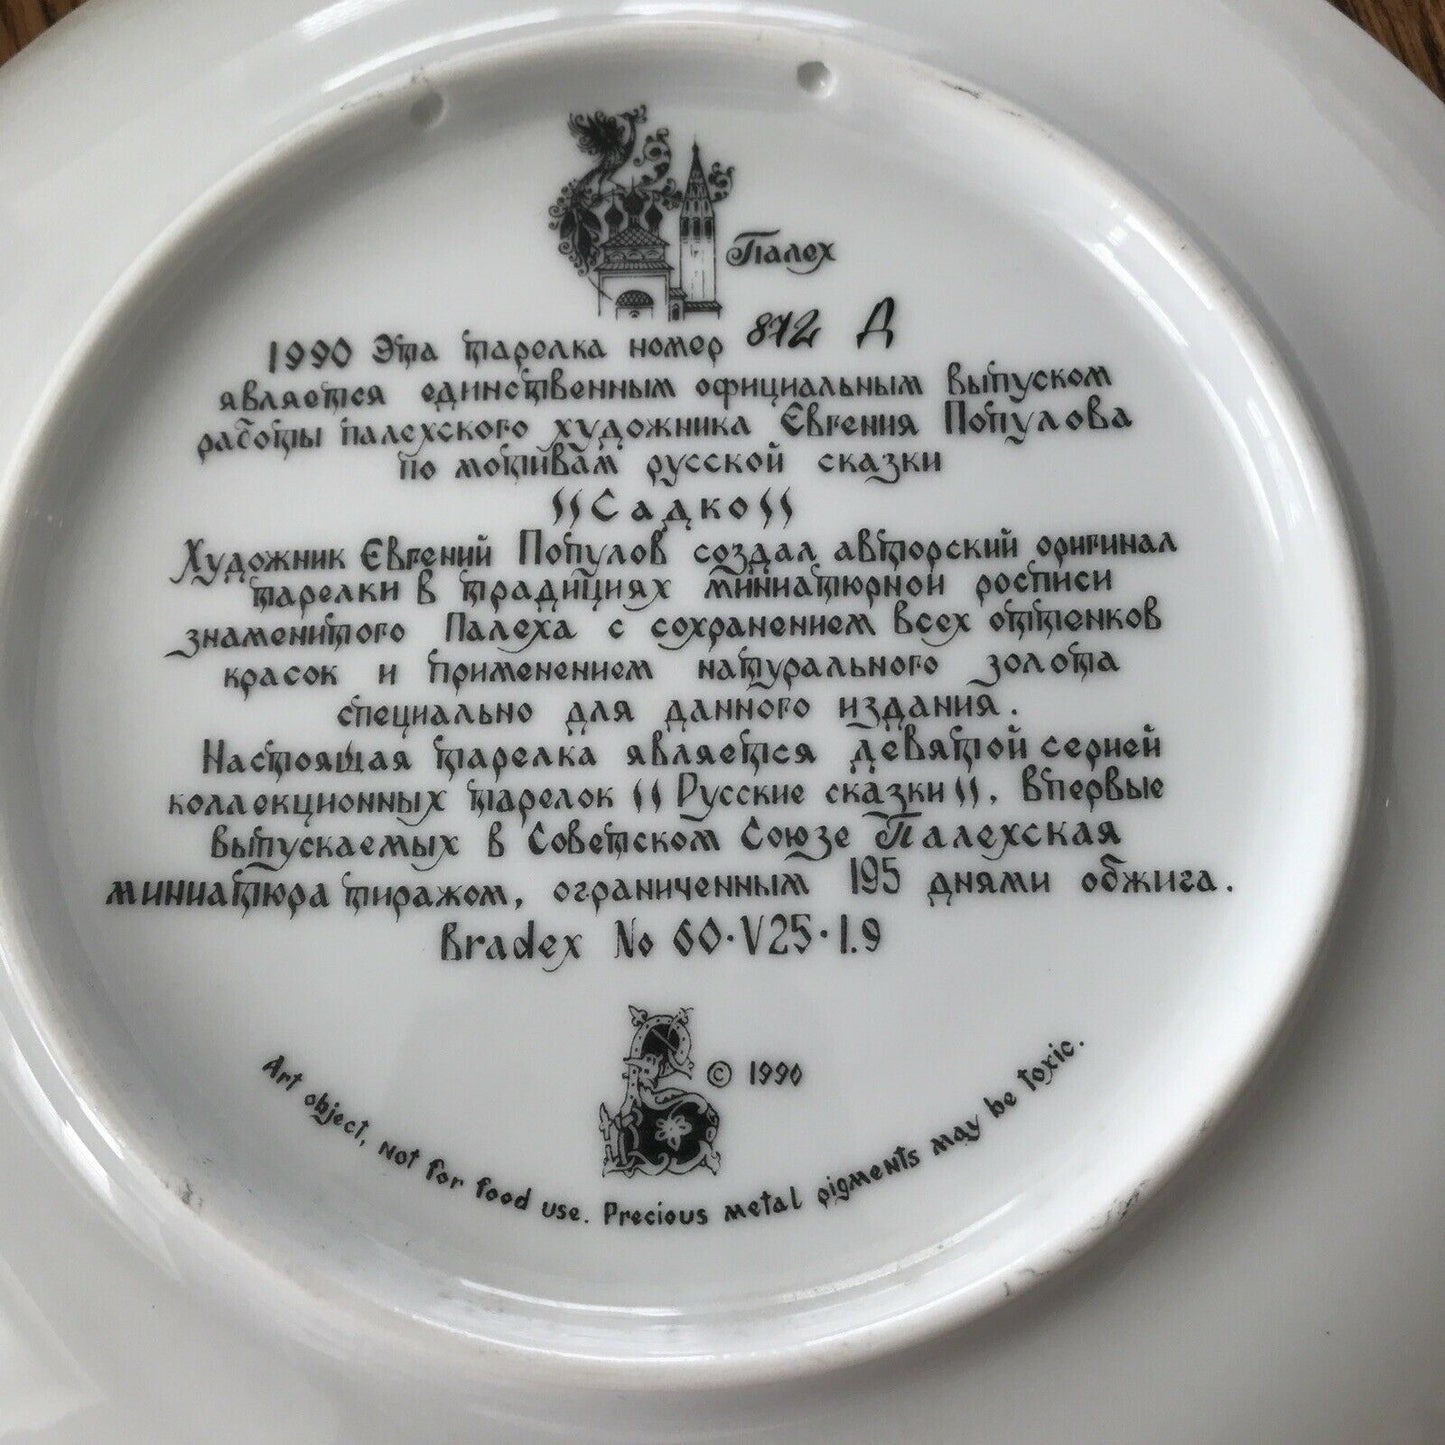 Палех
1990 Эта тарелка номер 872 Д
является единственным официальным выпуском
работы палехского художника Евгения Популова
по мотивам русской сказки
"Садко"
Художник Евгений Популов создал авторский оригинал
тарелки в традициях миниатюрной росписи
знаменитого Палеха с сохранением всех оттенков
красок и применением натурального золота
специально для данного издания.
Настоящая тарелка является девятой серией
коллекционных тарелок "Русские сказки". Впервые
выпускаемых в Советском Союзе Палехская
миниатюра тиражом, ограниченным 195 днями обжига.
Bradex No 60·V25·1.9
© 1990
Art object, not for food use. Precious metal pigments may be toxic.